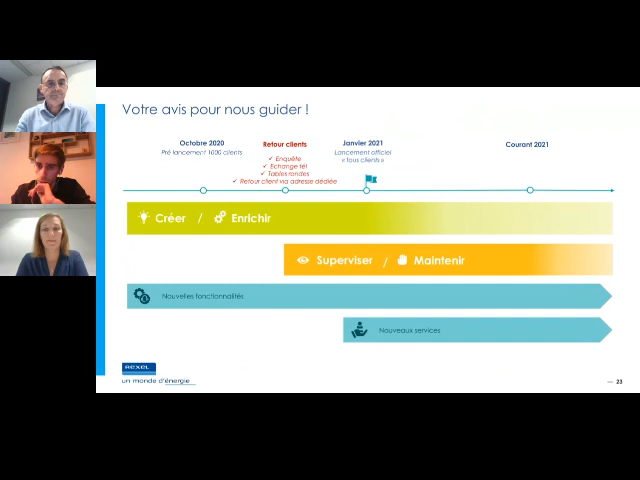 Votre avis pour nous guider !
Octobre 2020
Pré lancement 1000 clients
Retour clients
✓ Enquête
✓ Echange tél
✓ Tables rondes
✓ Retour client via adresse dédiée
Janvier 2021
Lancement officiel
« tous clients »
Courant 2021
Créer / Enrichir
Superviser / Maintenir
Nouvelles fonctionnalités
Nouveaux services
REXEL
un monde d'énergie
— 23